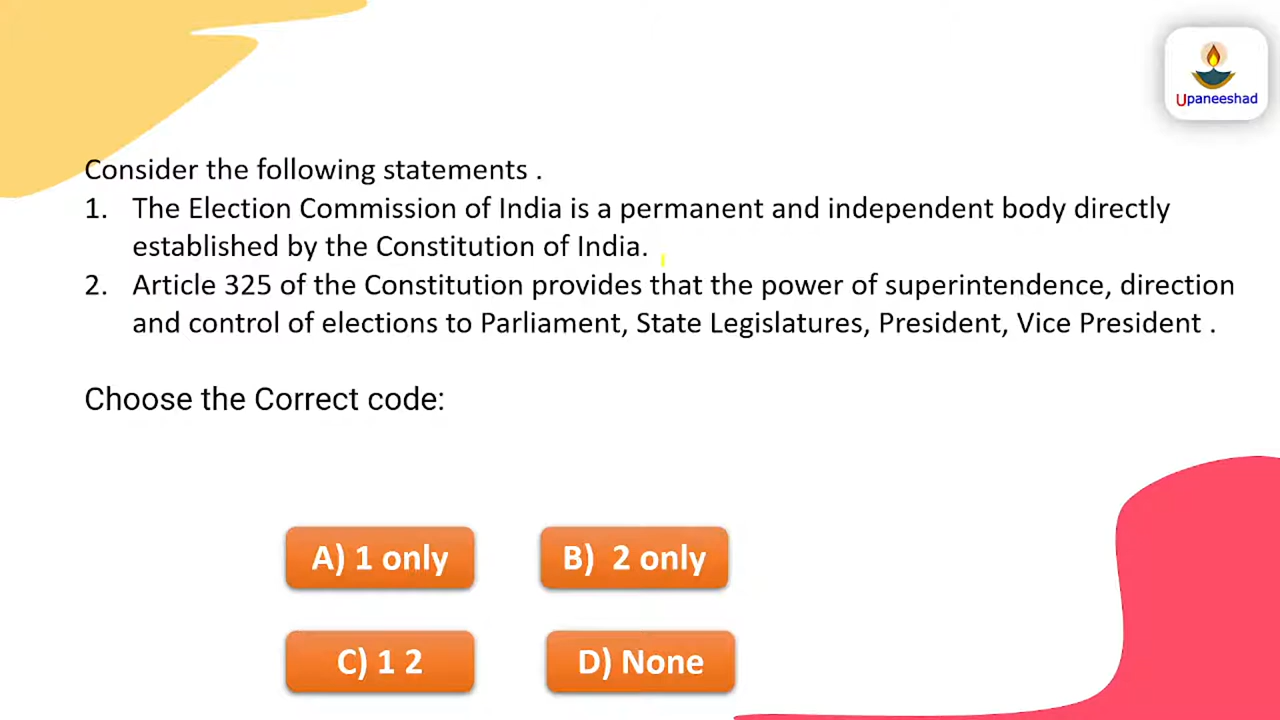 Upaneeshad
Consider the following statements .
1. The Election Commission of India is a permanent and independent body directly
established by the Constitution of India.
2. Article 325 of the Constitution provides that the power of superintendence, direction
and control of elections to Parliament, State Legislatures, President, Vice President .
Choose the Correct code:
A) 1 only
B) 2 only
C) 1 2
D) None